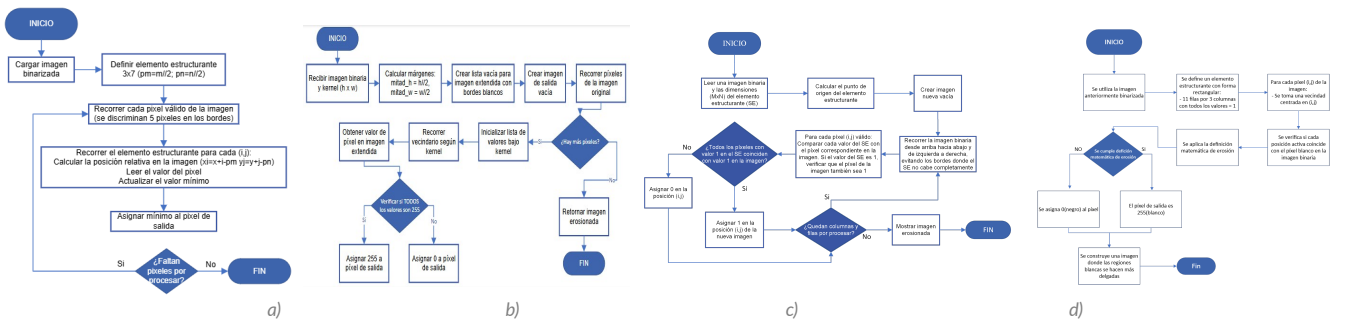 INICIO
Cargar imagen
binarizada
Definir elemento estructurante
3x7 (pm=m//2; pn=n//2)
Recorrer cada pixel válido de la imagen
(se discriminan 5 pixeles en los bordes)
Recorrer el elemento estructurante para cada (i,j):
Calcular la posición relativa en la imagen (xi=x+i-pm yj=y+j-pn)
Leer el valor del pixel
Actualizar el valor mínimo
Asignar mínimo al pixel de
salida
¿Faltan
pixeles por
procesar?
Si
No
FIN
a)
INICIO
Recibir imagen binaria
y kernel (h x w)
Calcular márgenes:
mitad_h = h//2,
mitad_w = w//2
Crear lista vacía para
imagen extendida con
bordes blancos
Crear imagen
de salida
vacía
Recorrer píxeles
de la imagen
original
¿Hay más píxeles?
Si
No
Inicializar lista de
valores bajo
kernel
Recorrer
vecindario según
kernel
Obtener valor de
píxel en imagen
extendida
Verificar si TODOS
los valores son 255
Si
No
Asignar 255 a
píxel de salida
Asignar 0 a píxel
de salida
Retornar imagen
erosionada
FIN
b)
INICIO
Leer una imagen binaria
y las dimensiones
(MxN) del elemento
estructurante (SE)
Calcular el punto de
origen del elemento
estructurante
Crear imagen
nueva vacía
Recorrer la imagen binaria
desde arriba hacia abajo y
de izquierda a derecha,
evitando los bordes donde el
SE no cabe completamente
Para cada píxel (i,j) válido:
Comparar cada valor del SE con
el píxel correspondiente en la
imagen. Si el valor del SE es 1,
verificar que el píxel de la
imagen también sea 1
¿Todos los píxeles con
valor 1 en el SE coinciden
con valor 1 en la imagen?
No
Si
Asignar 0 en la
posición (i,j)
Asignar 1 en la
posición (i,j) de
la nueva imagen
¿Quedan columnas y
filas por procesar?
Si
No
Mostrar imagen
erosionada
FIN
c)
INICIO
Se utiliza la imagen
anteriormente binarizada
Se define un elemento
estructurante con forma
rectangular:
- 11 filas por 3 columnas
con todos los valores = 1
Para cada pixel (i,j) de la
imagen:
- Se toma una vecindad
centrada en (i,j)
Se verifica si cada
posición activa coincide
con el pixel blanco en la
imagen binaria
Se aplica la definición
matemática de erosión
Se cumple definición
matemática de erosión
NO
Si
Se asigna 0(negro) al pixel
El pixel de salida es
255(blanco)
Se construye una imagen
donde las regiones
blancas se hacen más
delgadas
Fin
d)